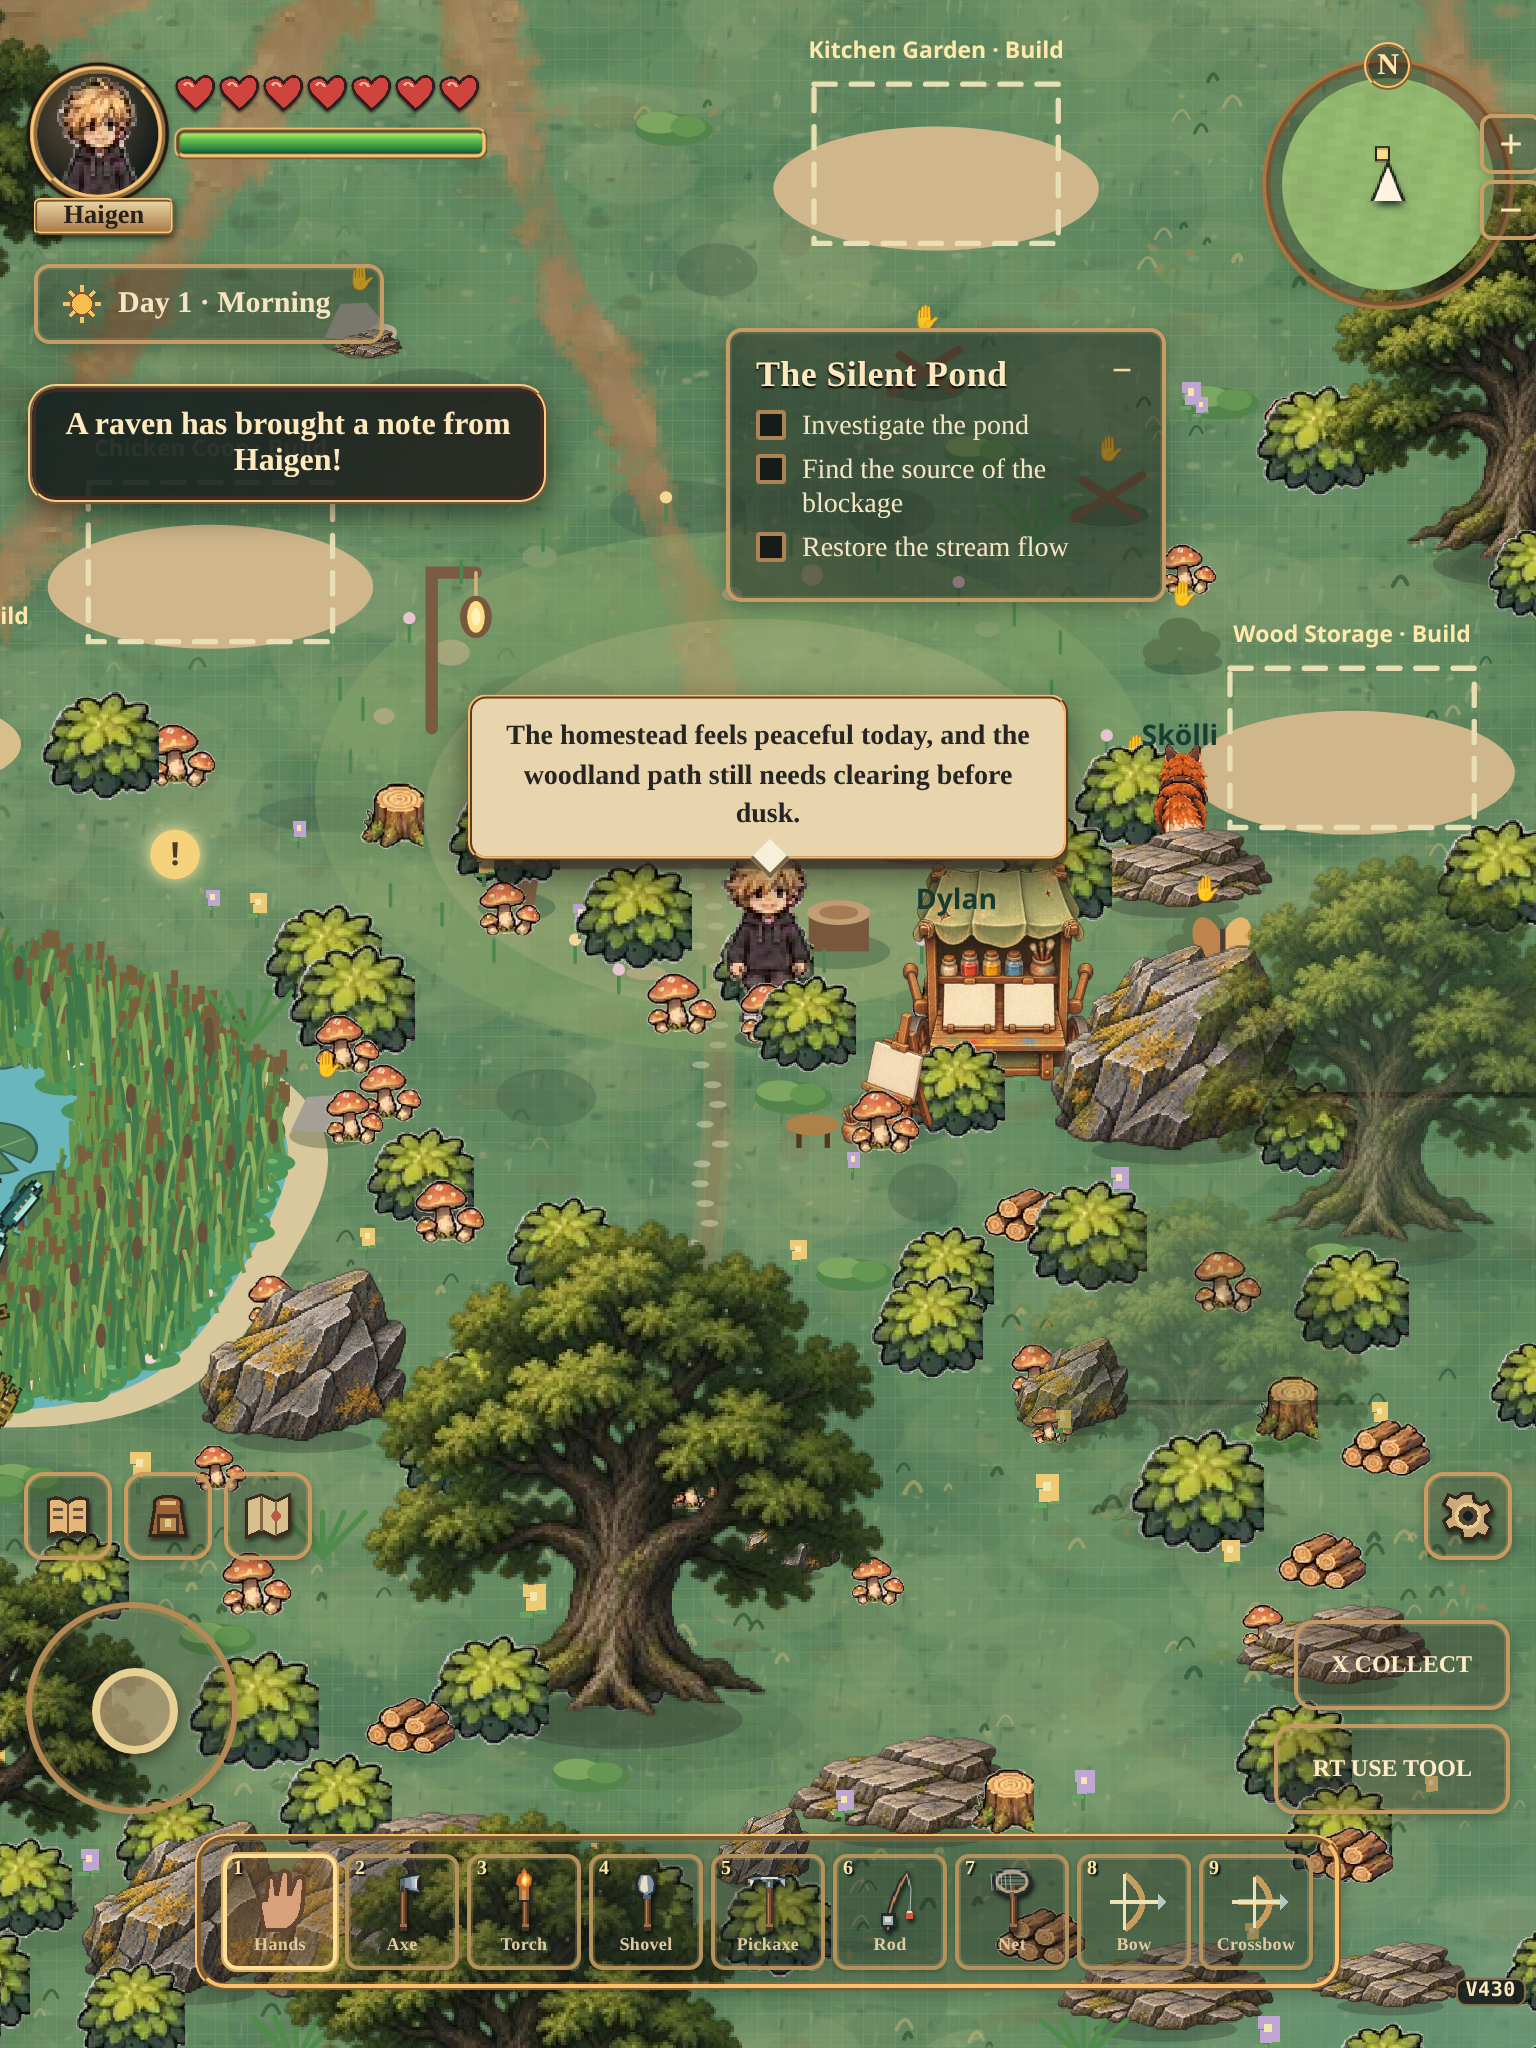 Kitchen Garden · Build
N
+
−
Haigen
Day 1 · Morning
The Silent Pond
−
Investigate the pond
Find the source of the
blockage
Restore the stream flow
A raven has brought a note from
Haigen!
Chicken Coop · Build
ild
Wood Storage · Build
Skölli
The homestead feels peaceful today, and the
woodland path still needs clearing before
dusk.
!
Dylan
X COLLECT
RT USE TOOL
1
Hands
2
Axe
3
Torch
4
Shovel
5
Pickaxe
6
Rod
7
Net
8
Bow
9
Crossbow
V430